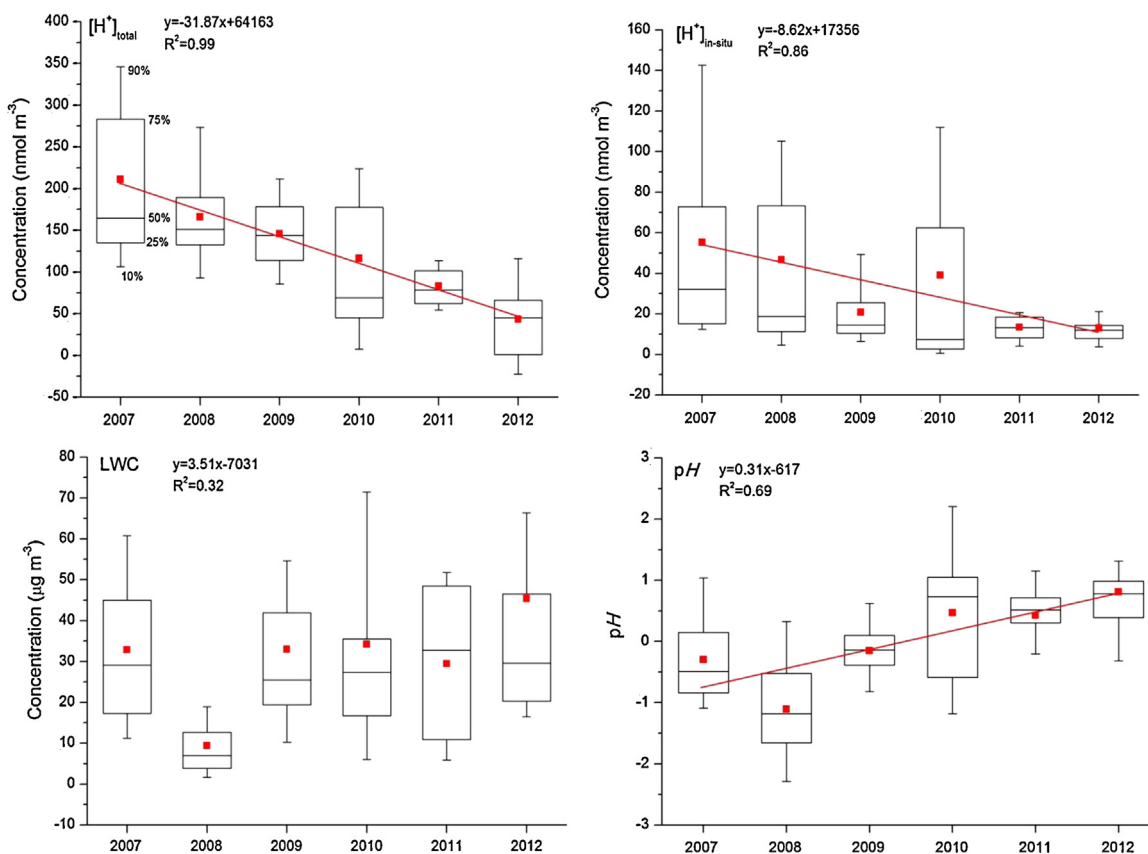 [H⁺]total y=-31.87x+64163
R²=0.99
Concentration (nmol m⁻³)
400
350
300
250
200
150
100
50
0
-50
90%
75%
50%
25%
10%
2007 2008 2009 2010 2011 2012
[H⁺]in-situ y=-8.62x+17356
R²=0.86
Concentration (nmol m⁻³)
160
140
120
100
80
60
40
20
0
-20
2007 2008 2009 2010 2011 2012
LWC y=3.51x-7031
R²=0.32
Concentration (µg m⁻³)
80
70
60
50
40
30
20
10
0
-10
2007 2008 2009 2010 2011 2012
pH y=0.31x-617
R²=0.69
pH
3
2
1
0
-1
-2
-3
2007 2008 2009 2010 2011 2012